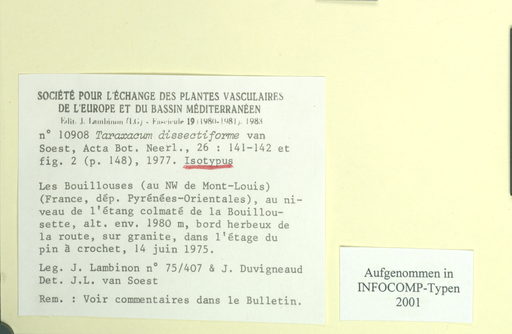 SOCIÉTÉ POUR L'ÉCHANGE DES PLANTES VASCULAIRES
DE L'EUROPE ET DU BASSIN MÉDITERRANÉEN
Édit. J. Lambinon (LG) - Fascicule 19 (1980-1981), 1983
n° 10908 Taraxacum dissectiforme van
Soest, Acta Bot. Neerl., 26 : 141-142 et
fig. 2 (p. 148), 1977. Isotypus
Les Bouillouses (au NW de Mont-Louis)
(France, dép. Pyrénées-Orientales), au ni-
veau de l'étang colmaté de la Bouillou-
sette, alt. env. 1980 m, bord herbeux de
la route, sur granite, dans l'étage du
pin à crochet, 14 juin 1975.
Leg. J. Lambinon n° 75/407 & J. Duvigneaud
Det. J.L. van Soest
Rem. : Voir commentaires dans le Bulletin.
Aufgenommen in
INFOCOMP-Typen
2001